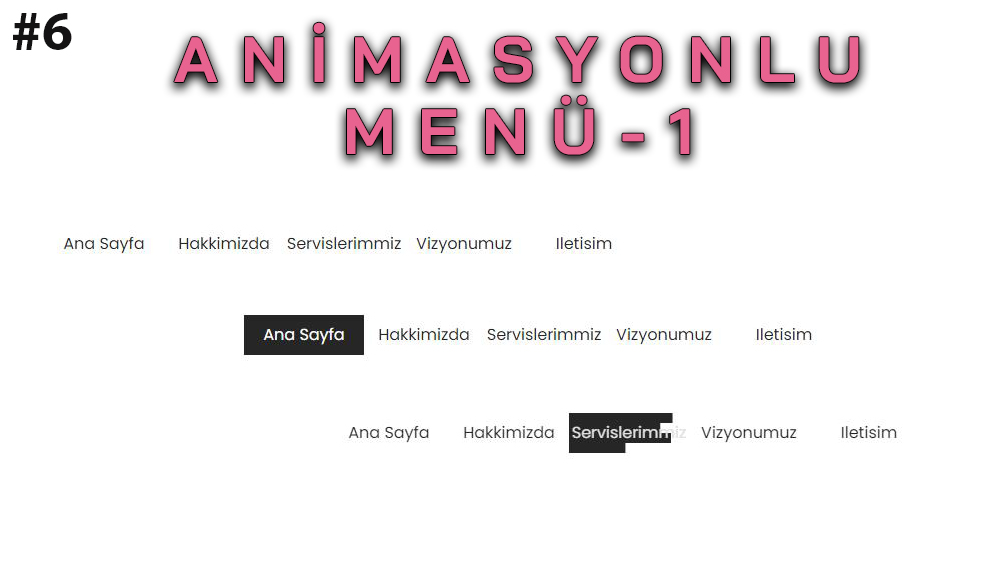 #6
ANİMASYONLU
MENÜ-1
Ana Sayfa Hakkimizda Servislerimmiz Vizyonumuz Iletisim
Ana Sayfa Hakkimizda Servislerimmiz Vizyonumuz Iletisim
Ana Sayfa Hakkimizda Servislerimmiz Vizyonumuz Iletisim